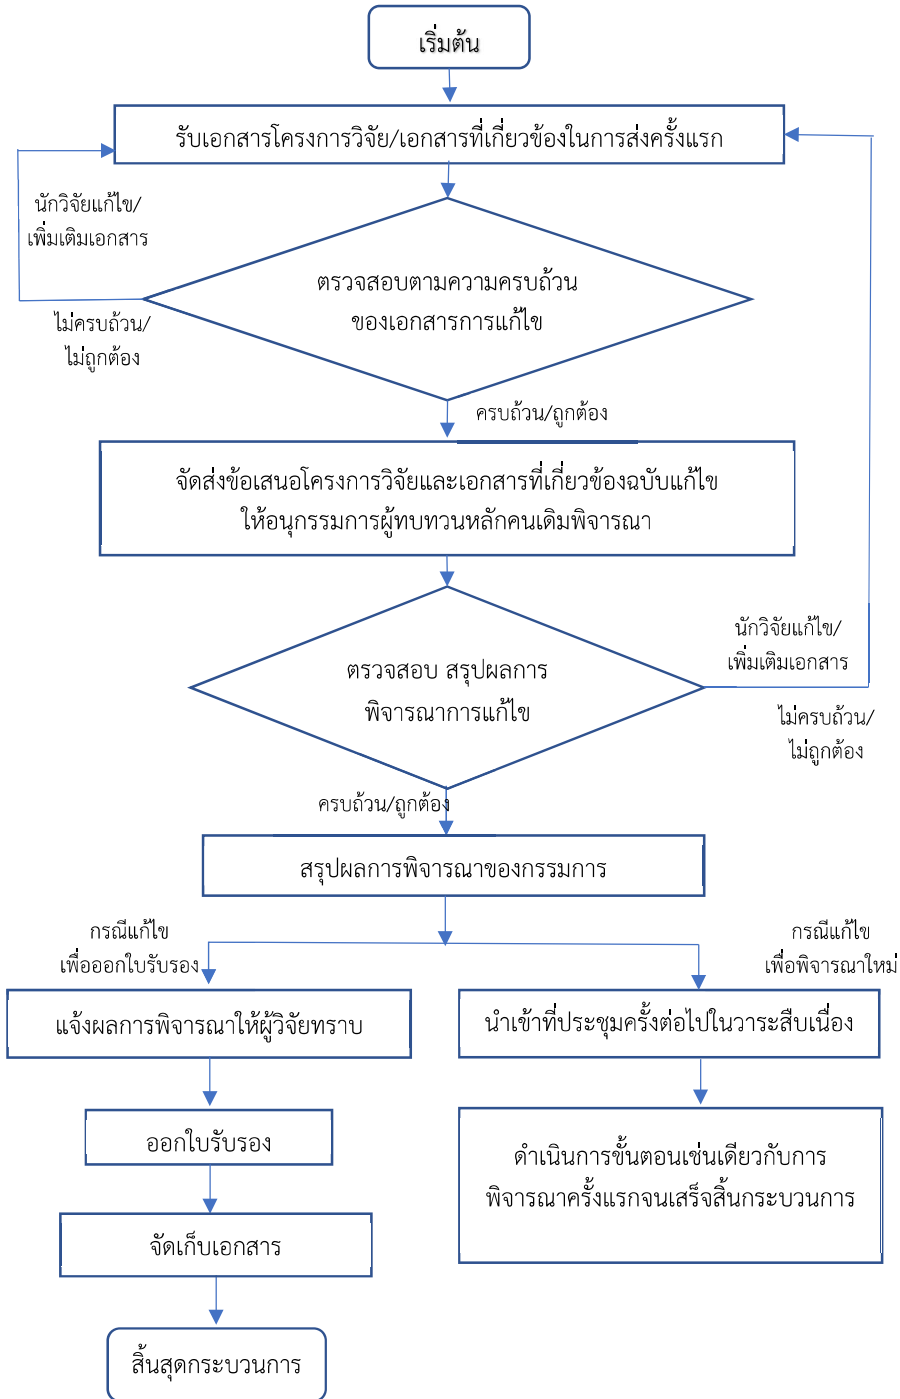 เริ่มต้น
รับเอกสารโครงการวิจัย/เอกสารที่เกี่ยวข้องในการส่งครั้งแรก
นักวิจัยแก้ไข/
เพิ่มเติมเอกสาร
ตรวจสอบตามความครบถ้วน
ของเอกสารการแก้ไข
ไม่ครบถ้วน/
ไม่ถูกต้อง
ครบถ้วน/ถูกต้อง
จัดส่งข้อเสนอโครงการวิจัยและเอกสารที่เกี่ยวข้องฉบับแก้ไข
ให้อนุกรรมการผู้ทบทวนหลักคนเดิมพิจารณา
นักวิจัยแก้ไข/
เพิ่มเติมเอกสาร
ตรวจสอบ สรุปผลการ
พิจารณาการแก้ไข
ไม่ครบถ้วน/
ไม่ถูกต้อง
ครบถ้วน/ถูกต้อง
สรุปผลการพิจารณาของกรรมการ
กรณีแก้ไข
เพื่อออกใบรับรอง
กรณีแก้ไข
เพื่อพิจารณาใหม่
แจ้งผลการพิจารณาให้ผู้วิจัยทราบ
นำเข้าที่ประชุมครั้งต่อไปในวาระสืบเนื่อง
ออกใบรับรอง
ดำเนินการขั้นตอนเช่นเดียวกับการ
พิจารณาครั้งแรกจนเสร็จสิ้นกระบวนการ
จัดเก็บเอกสาร
สิ้นสุดกระบวนการ